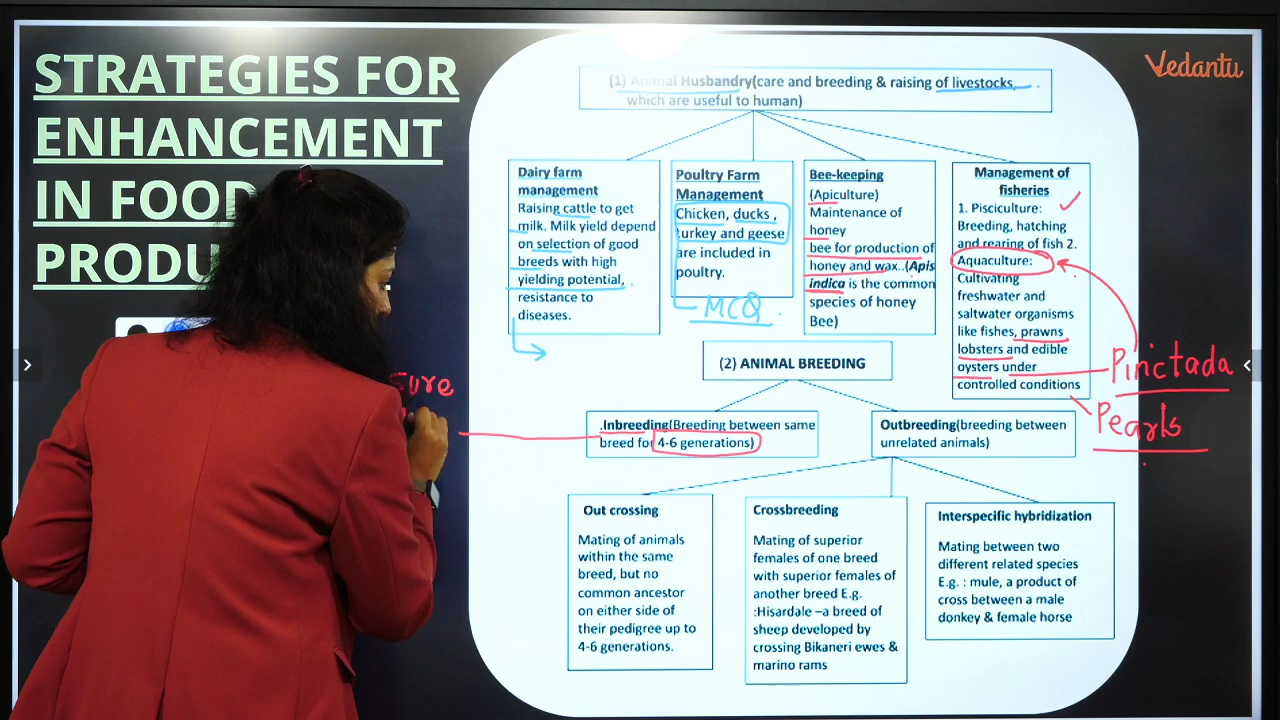 STRATEGIES FOR
ENHANCEMENT
IN FOOD
PRODU
Vedantu
(1) Animal Husbandry(care and breeding & raising of livestocks,
which are useful to human)
Dairy farm
management
Raising cattle to get
milk. Milk yield depend
on selection of good
breeds with high
yielding potential,
resistance to
diseases.
Poultry Farm
Management
Chicken, ducks ,
turkey and geese
are included in
poultry.
MCQ
Bee-keeping
(Apiculture)
Maintenance of
honey
bee for production of
honey and wax..(Apis
indica is the common
species of honey
Bee)
Management of
fisheries
1. Pisciculture:
Breeding, hatching
and rearing of fish 2.
Aquaculture:
Cultivating
freshwater and
saltwater organisms
like fishes, prawns
lobsters and edible
oysters under
controlled conditions
Pinctada
Pearls
(2) ANIMAL BREEDING
.Inbreeding(Breeding between same
breed for 4-6 generations)
Outbreeding(breeding between
unrelated animals)
Out crossing
Mating of animals
within the same
breed, but no
common ancestor
on either side of
their pedigree up to
4-6 generations.
Crossbreeding
Mating of superior
females of one breed
with superior females of
another breed E.g.
:Hisardale –a breed of
sheep developed by
crossing Bikaneri ewes &
marino rams
Interspecific hybridization
Mating between two
different related species
E.g. : mule, a product of
cross between a male
donkey & female horse